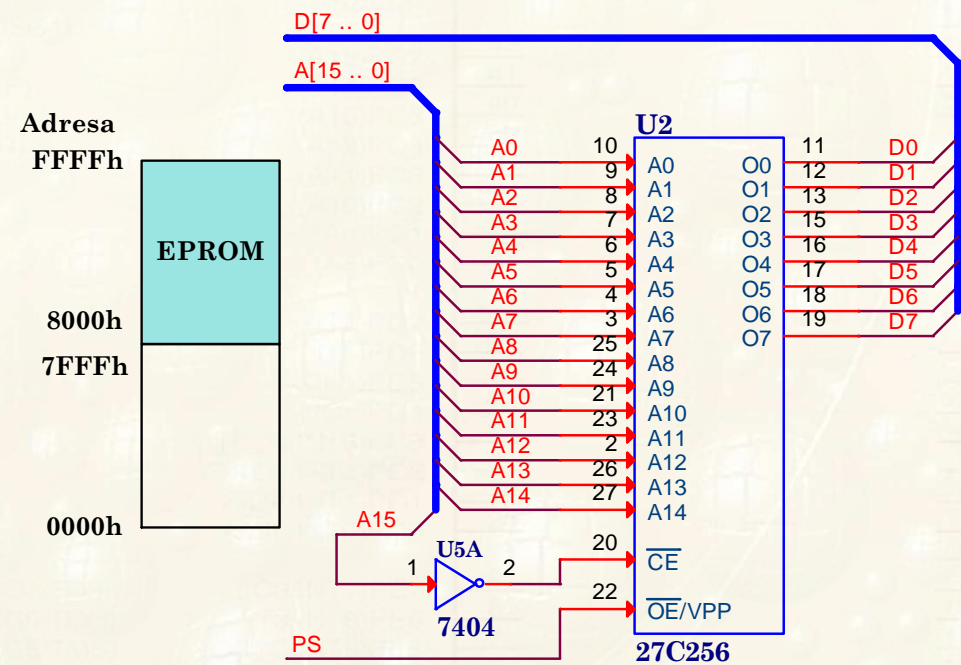 D[7 .. 0]
A[15 .. 0]
Adresa
FFFFh
EPROM
8000h
7FFFh
0000h
U2
A0 10 A0 O0 11 D0
A1 9 A1 O1 12 D1
A2 8 A2 O2 13 D2
A3 7 A3 O3 15 D3
A4 6 A4 O4 16 D4
A5 5 A5 O5 17 D5
A6 4 A6 O6 18 D6
A7 3 A7 O7 19 D7
A8 25 A8
A9 24 A9
A10 21 A10
A11 23 A11
A12 2 A12
A13 26 A13
A14 27 A14
A15
U5A
1 2 20 CE
7404
22 OE/VPP
PS
27C256